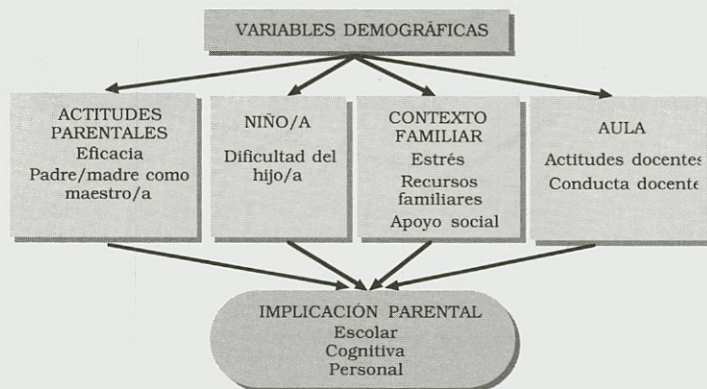 VARIABLES DEMOGRÁFICAS
ACTITUDES
PARENTALES
Eficacia
Padre/madre como
maestro/a
NIÑO/A
Dificultad del
hijo/a
CONTEXTO
FAMILIAR
Estrés
Recursos
familiares
Apoyo social
AULA
Actitudes docentes
Conducta docente
IMPLICACIÓN PARENTAL
Escolar
Cognitiva
Personal